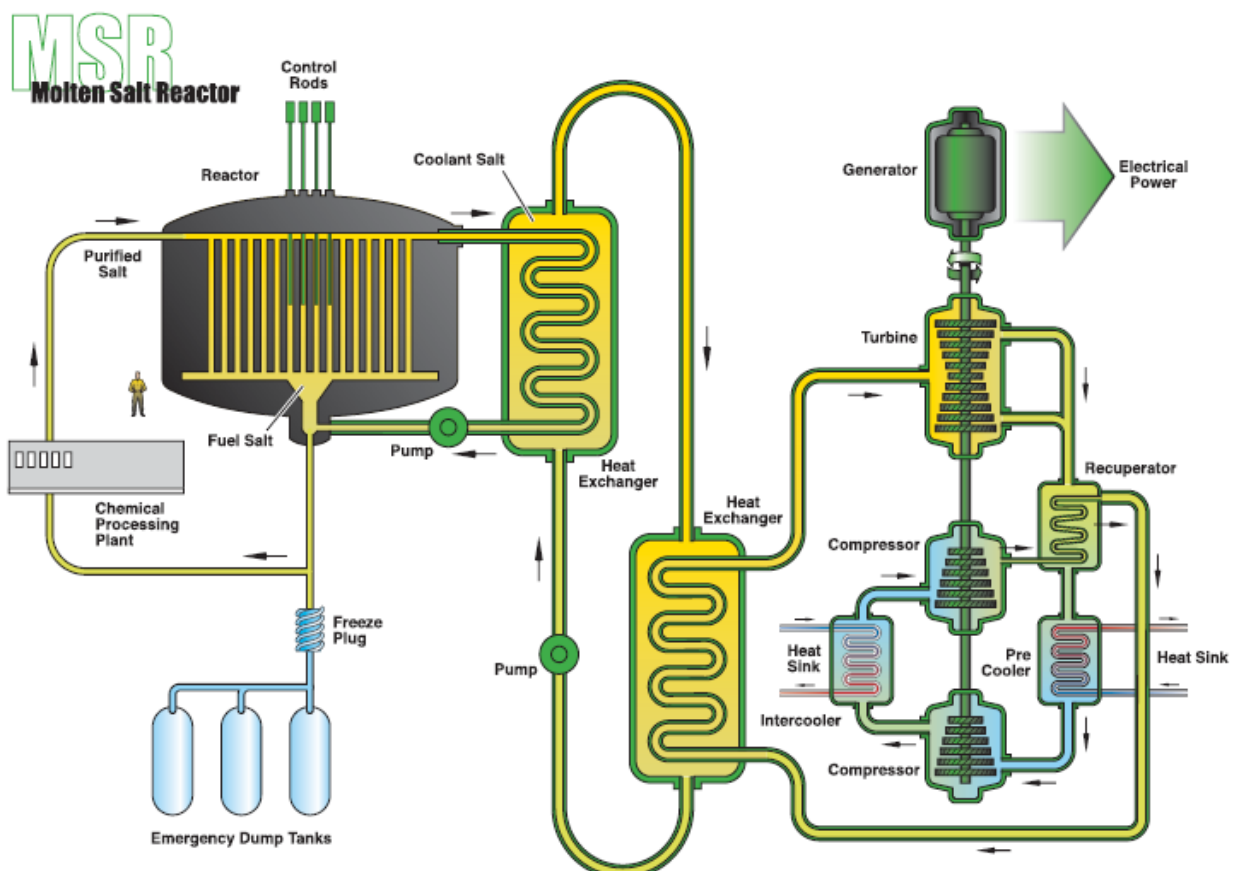 MSR
Molten Salt Reactor
Control
Rods
Reactor
Coolant Salt
Generator
Electrical
Power
Purified
Salt
Turbine
Fuel Salt
Pump
Heat
Exchanger
Recuperator
Chemical
Processing
Plant
Heat
Exchanger
Compressor
Freeze
Plug
Pump
Heat
Sink
Pre
Cooler
Heat Sink
Intercooler
Compressor
Emergency Dump Tanks